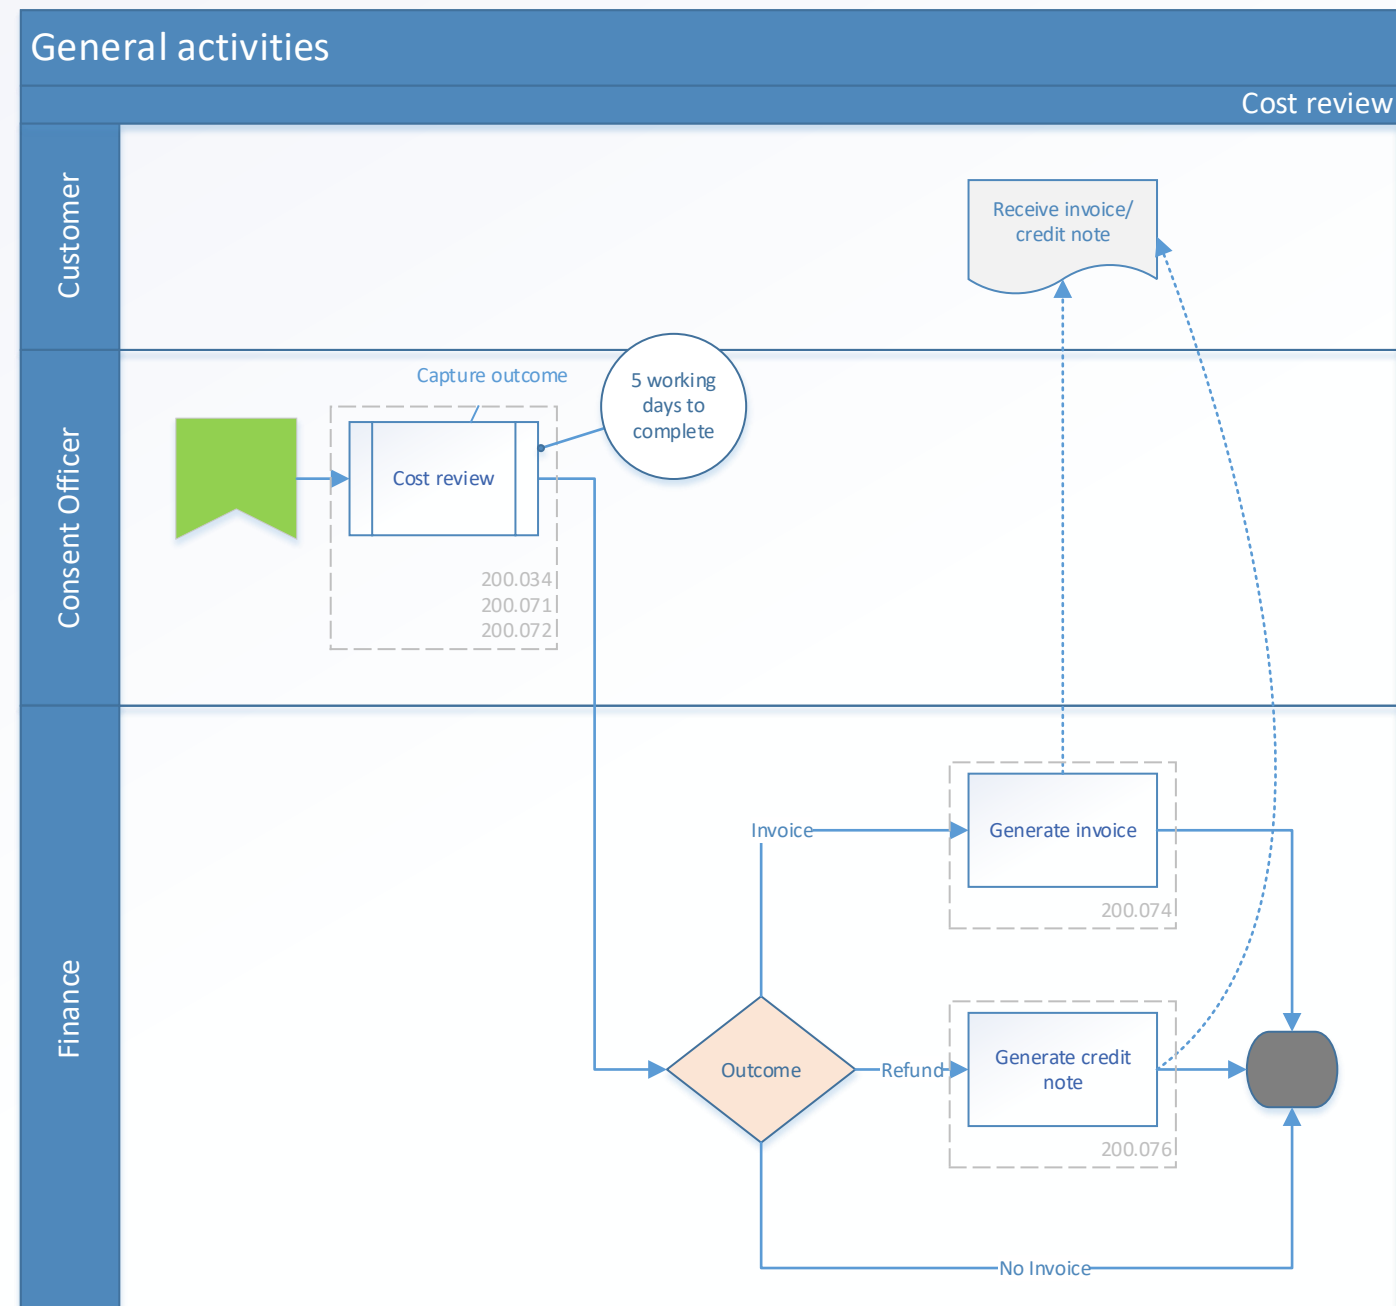 General activities
Cost review
Customer
Receive invoice/
credit note
Consent Officer
Capture outcome
5 working
days to
complete
Cost review
200.034
200.071
200.072
Finance
Invoice
Generate invoice
200.074
Outcome
Refund
Generate credit
note
200.076
No Invoice